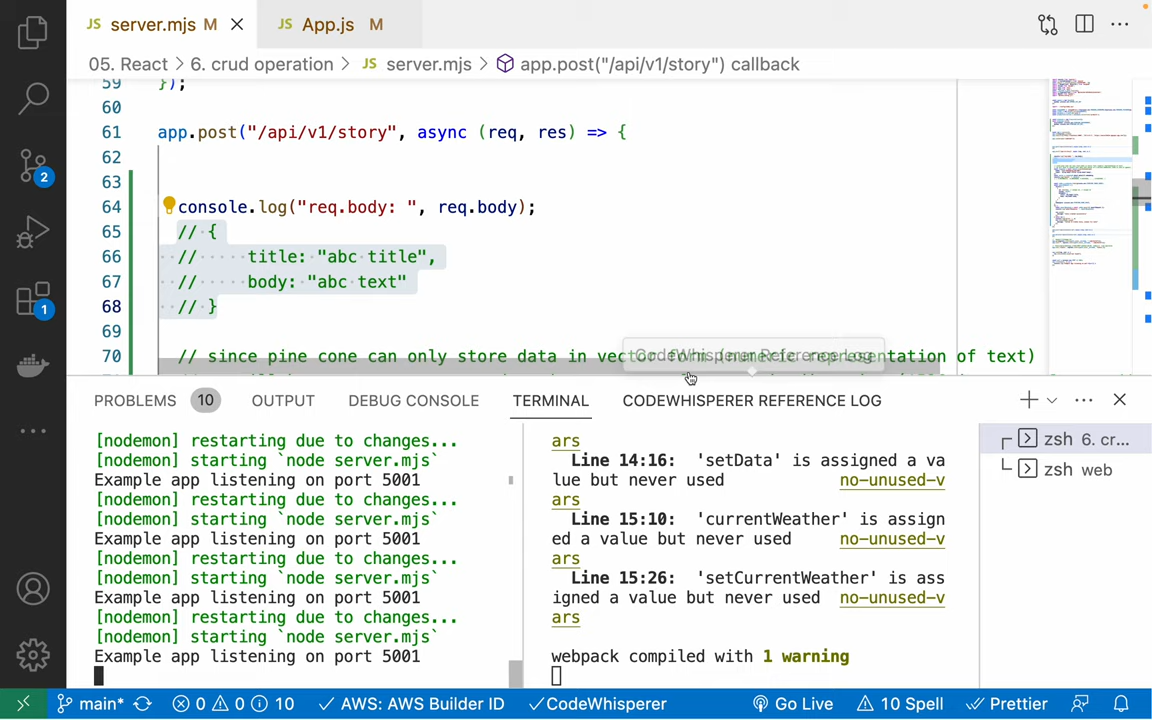 JS server.mjs M
JS App.js M
05. React > 6. crud operation > JS server.mjs > app.post("/api/v1/story") callback
59 });
60
61 app.post("/api/v1/story", async (req, res) => {
62
63
64 console.log("req.body: ", req.body);
65 // {
66 // title: "abc title",
67 // body: "abc text"
68 // }
69
70 // since pine cone can only store data in vector form (numeric representation of text)
CodeWhisperer Reference Log
PROBLEMS 10 OUTPUT DEBUG CONSOLE TERMINAL CODEWHISPERER REFERENCE LOG
[nodemon] restarting due to changes...
[nodemon] starting `node server.mjs`
Example app listening on port 5001
[nodemon] restarting due to changes...
[nodemon] starting `node server.mjs`
Example app listening on port 5001
[nodemon] restarting due to changes...
[nodemon] starting `node server.mjs`
Example app listening on port 5001
[nodemon] restarting due to changes...
[nodemon] starting `node server.mjs`
Example app listening on port 5001
ars
Line 14:16: 'setData' is assigned a va
lue but never used no-unused-v
ars
Line 15:10: 'currentWeather' is assign
ed a value but never used no-unused-v
ars
Line 15:26: 'setCurrentWeather' is ass
igned a value but never used no-unused-v
ars
webpack compiled with 1 warning
zsh 6. cr...
zsh web
2
1
main* 0 0 10 AWS: AWS Builder ID CodeWhisperer Go Live 10 Spell Prettier